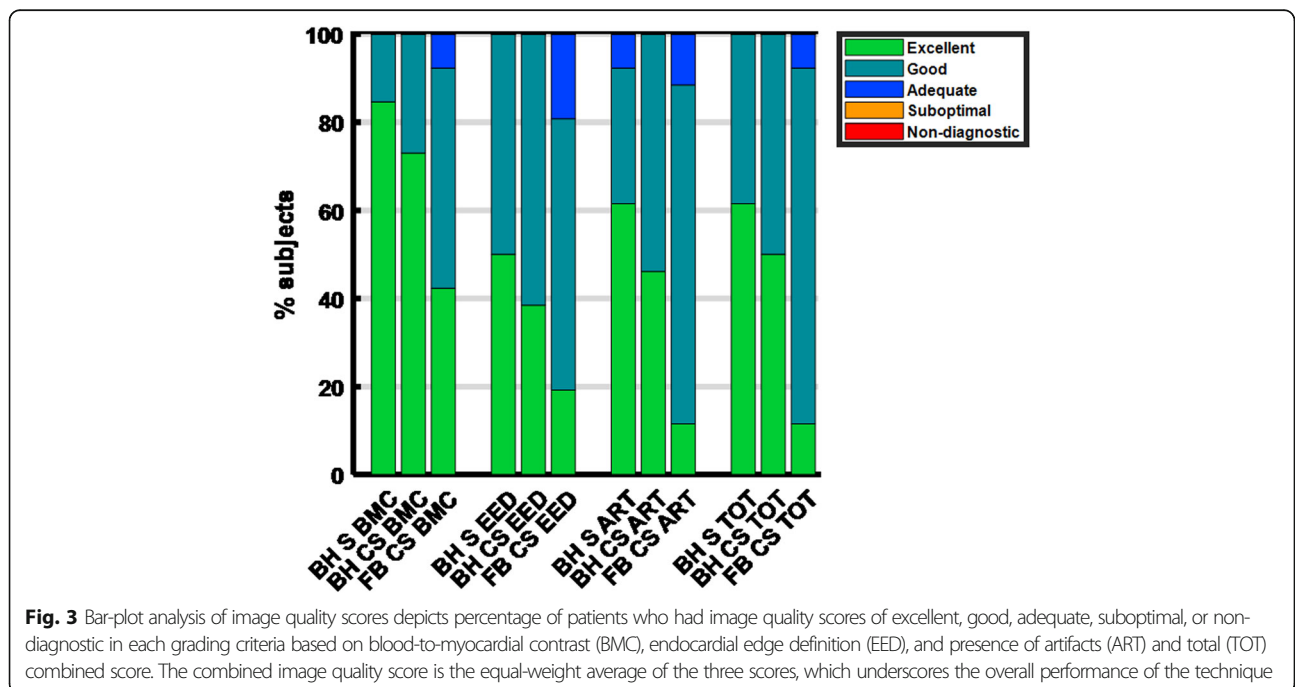 100
80
60
40
20
0
% subjects
BH S BMC
BH CS BMC
FB CS BMC
BH S EED
BH CS EED
FB CS EED
BH S ART
BH CS ART
FB CS ART
BH S TOT
BH CS TOT
FB CS TOT
Excellent
Good
Adequate
Suboptimal
Non-diagnostic
Fig. 3 Bar-plot analysis of image quality scores depicts percentage of patients who had image quality scores of excellent, good, adequate, suboptimal, or non-
diagnostic in each grading criteria based on blood-to-myocardial contrast (BMC), endocardial edge definition (EED), and presence of artifacts (ART) and total (TOT)
combined score. The combined image quality score is the equal-weight average of the three scores, which underscores the overall performance of the technique